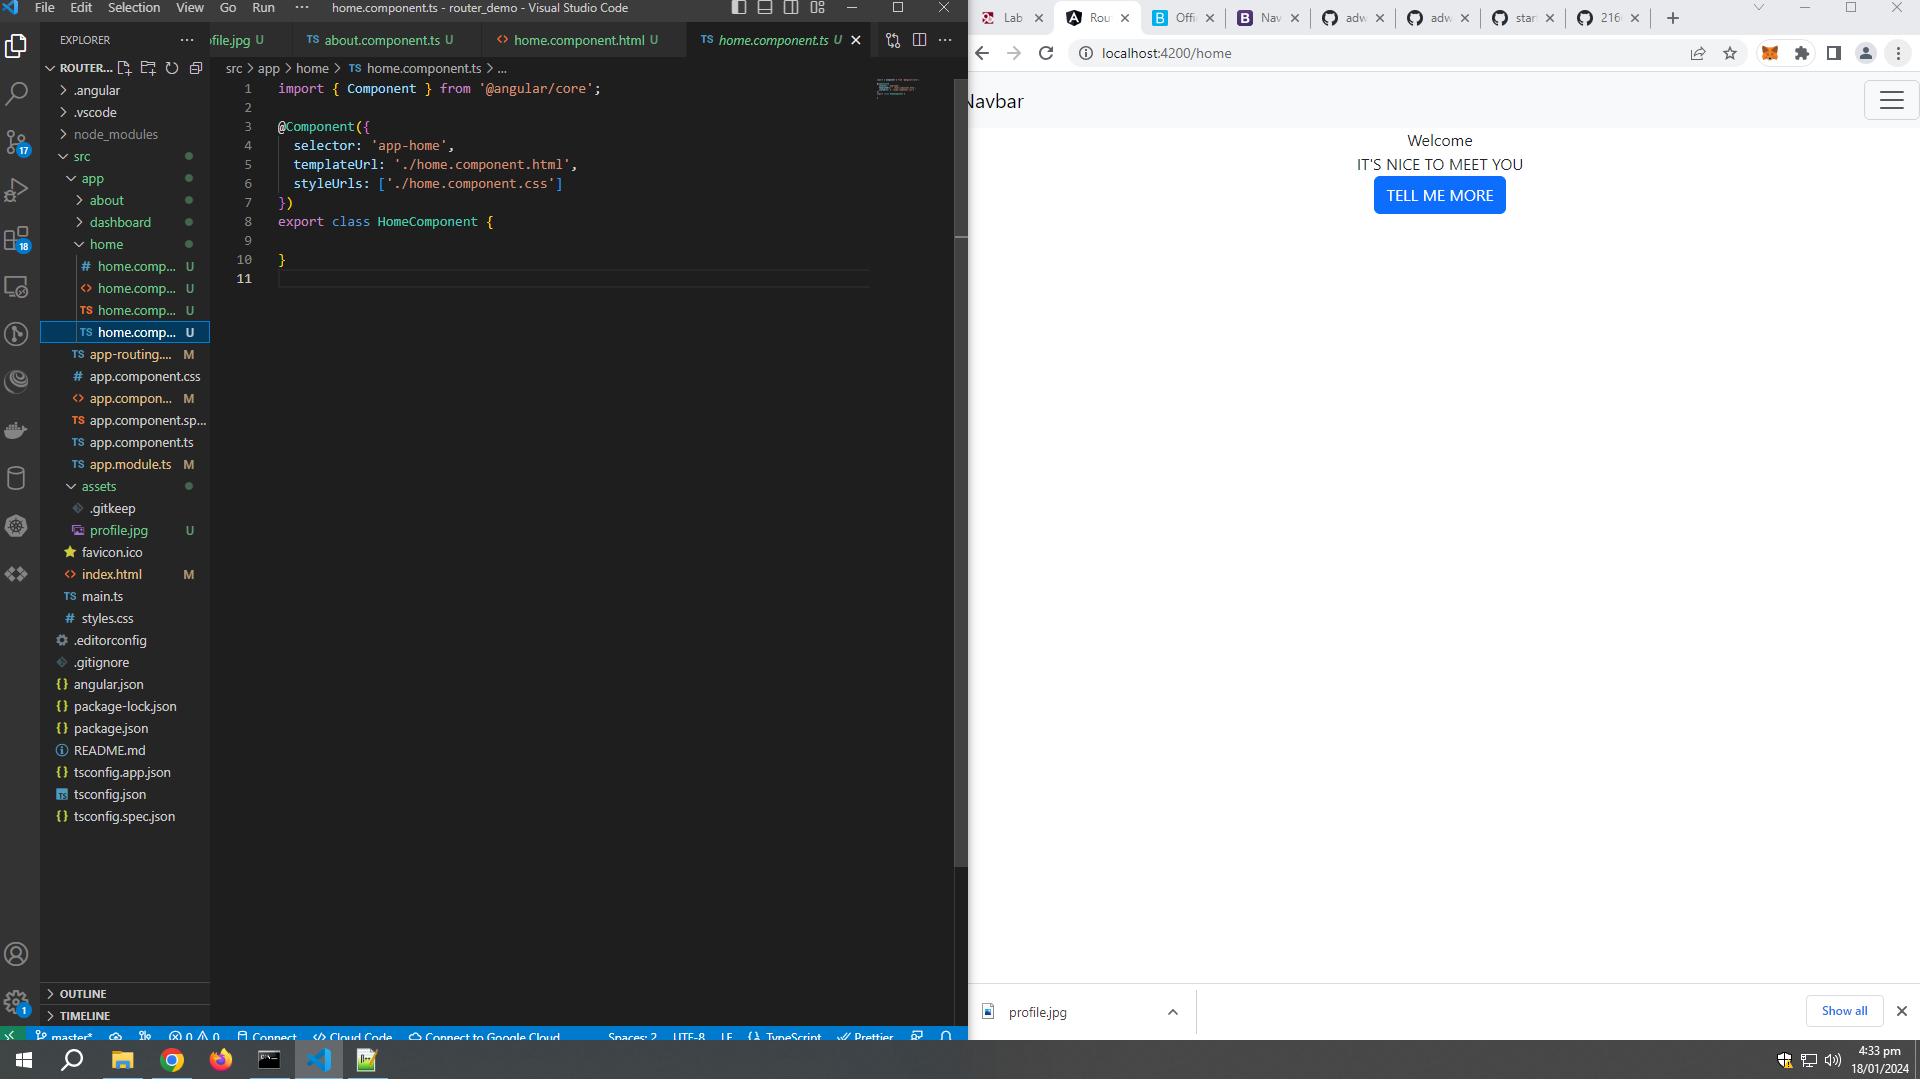 File Edit Selection View Go Run ··· home.component.ts - router_demo - Visual Studio Code
EXPLORER ···
ofile.jpg U
TS about.component.ts U
<> home.component.html U
TS home.component.ts U
ROUTER...
.angular
.vscode
node_modules
src
app
about
dashboard
home
# home.comp... U
<> home.comp... U
TS home.comp... U
TS home.comp... U
TS app-routing.... M
# app.component.css
<> app.compon... M
TS app.component.sp...
TS app.component.ts
TS app.module.ts M
assets
.gitkeep
profile.jpg U
favicon.ico
<> index.html M
TS main.ts
# styles.css
.editorconfig
.gitignore
{} angular.json
{} package-lock.json
{} package.json
README.md
{} tsconfig.app.json
TS tsconfig.json
{} tsconfig.spec.json
OUTLINE
TIMELINE
17
18
1
src > app > home > TS home.component.ts > ...
1 import { Component } from '@angular/core';
2
3 @Component({
4 selector: 'app-home',
5 templateUrl: './home.component.html',
6 styleUrls: ['./home.component.css']
7 })
8 export class HomeComponent {
9
10 }
11
master* 0 0 Connect Cloud Code Connect to Google Cloud Spaces: 2 UTF-8 LF {} TypeScript Prettier
Lab
Rou
Offi
Nav
adw
adw
star
216
localhost:4200/home
Navbar
Welcome
IT'S NICE TO MEET YOU
TELL ME MORE
profile.jpg
Show all
4:33 pm
18/01/2024